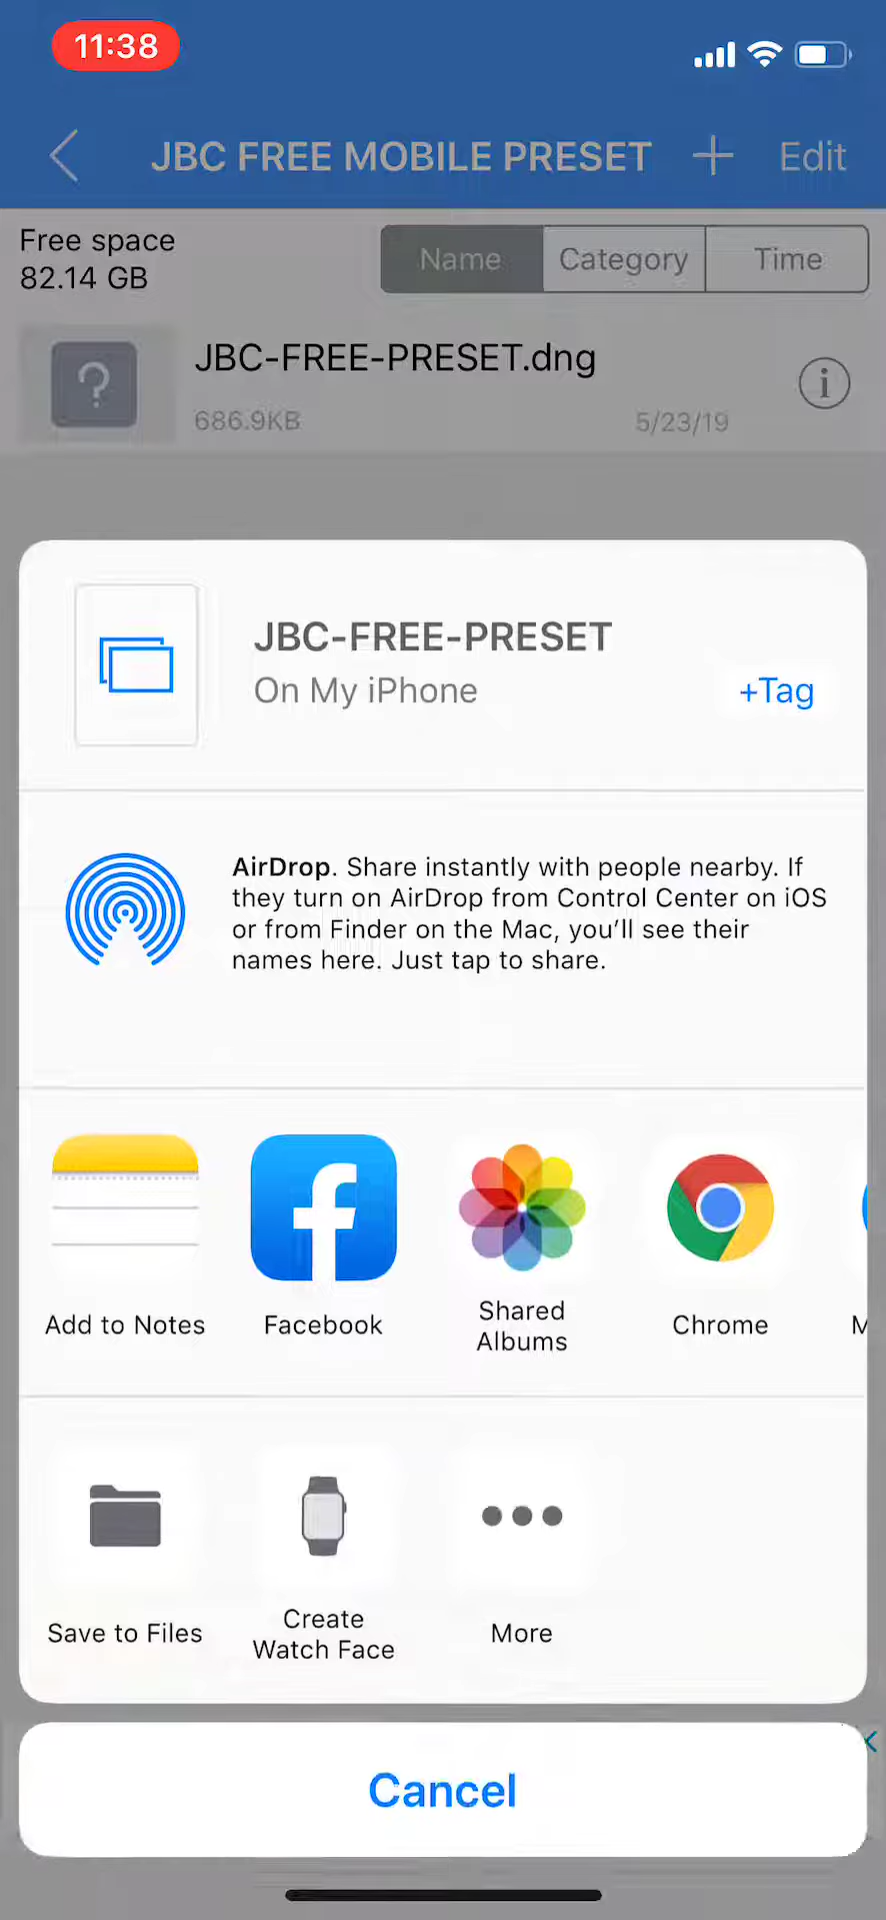 11:38
JBC FREE MOBILE PRESET
Edit
Free space
82.14 GB
Name
Category
Time
JBC-FREE-PRESET.dng
686.9KB
5/23/19
JBC-FREE-PRESET
On My iPhone
+Tag
AirDrop. Share instantly with people nearby. If
they turn on AirDrop from Control Center on iOS
or from Finder on the Mac, you’ll see their
names here. Just tap to share.
Add to Notes
Facebook
Shared
Albums
Chrome
M
Save to Files
Create
Watch Face
More
Cancel